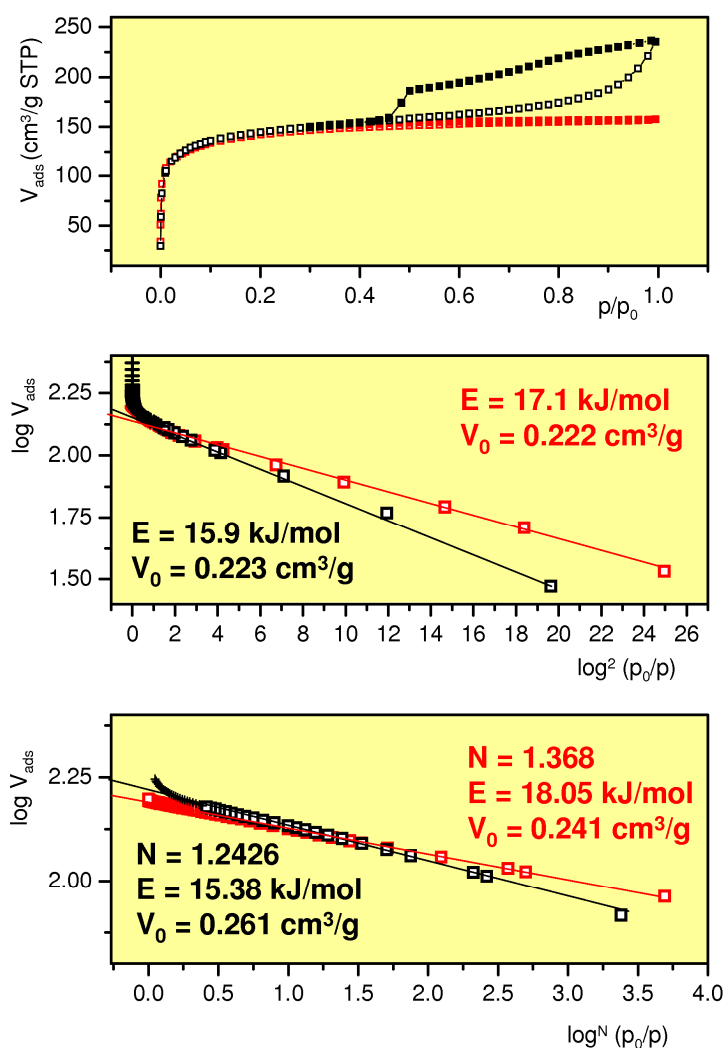 250
200
150
100
50
V_ads (cm³/g STP)
0.0 0.2 0.4 0.6 0.8 1.0
p/p₀
2.25
2.00
1.75
1.50
log V_ads
E = 17.1 kJ/mol
V₀ = 0.222 cm³/g
E = 15.9 kJ/mol
V₀ = 0.223 cm³/g
0 2 4 6 8 10 12 14 16 18 20 22 24 26
log² (p₀/p)
2.25
2.00
log V_ads
N = 1.368
E = 18.05 kJ/mol
V₀ = 0.241 cm³/g
N = 1.2426
E = 15.38 kJ/mol
V₀ = 0.261 cm³/g
0.0 0.5 1.0 1.5 2.0 2.5 3.0 3.5 4.0
logᴺ (p₀/p)